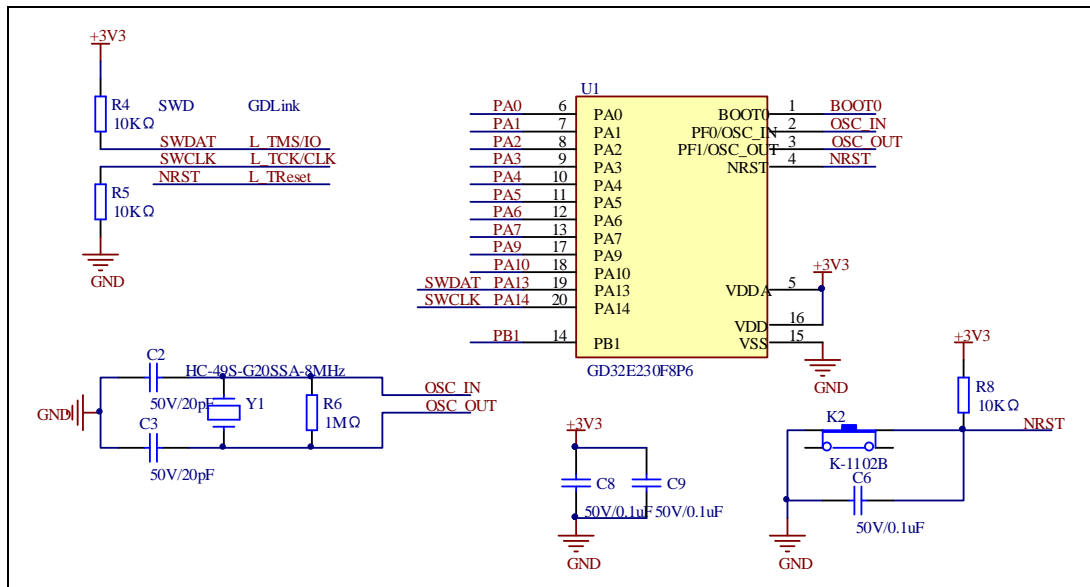 +3V3
R4
10KΩ
SWD GDLink
SWDAT L_TMS/IO
SWCLK L_TCK/CLK
NRST L_TReset
R5
10KΩ
GND
U1
PA0 6 PA0
PA1 7 PA1
PA2 8 PA2
PA3 9 PA3
PA4 10 PA4
PA5 11 PA5
PA6 12 PA6
PA7 13 PA7
PA9 17 PA9
PA10 18 PA10
SWDAT PA13 19 PA13
SWCLK PA14 20 PA14
PB1 14 PB1
BOOT0 1 BOOT0
PF0/OSC_IN 2 OSC_IN
PF1/OSC_OUT 3 OSC_OUT
NRST 4 NRST
+3V3
VDDA 5
VDD 16
VSS 15
GND
GD32E230F8P6
C2
HC-49S-G20SSA-8MHz
50V/20pF
GND
Y1
R6
1MΩ
OSC_IN
OSC_OUT
C3
50V/20pF
+3V3
C8
C9
50V/0.1uF
50V/0.1uF
GND
+3V3
R8
10KΩ
K2
NRST
K-1102B
C6
50V/0.1uF
GND